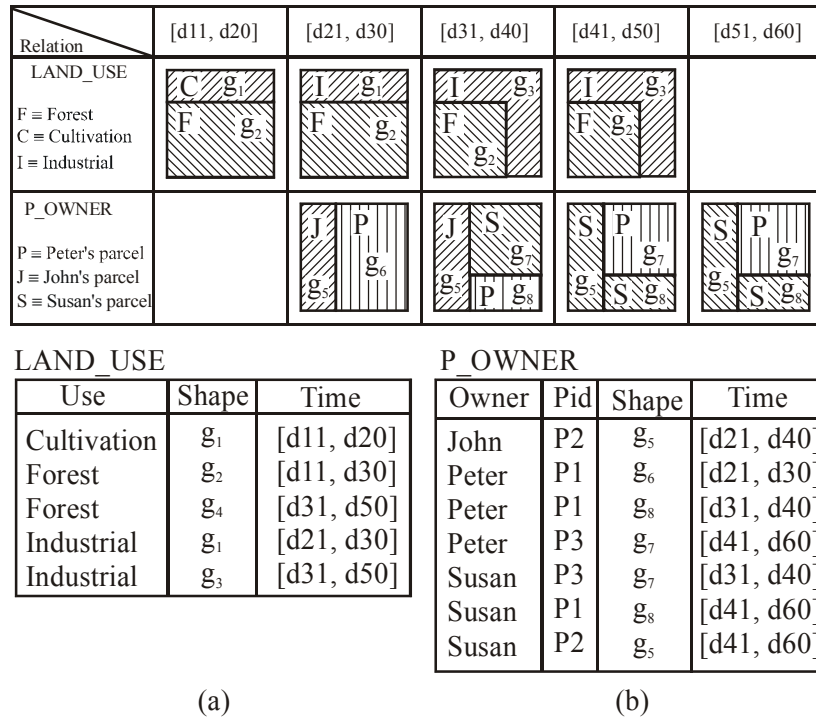 Relation [d11, d20] [d21, d30] [d31, d40] [d41, d50] [d51, d60]
LAND_USE
F ≡ Forest
C ≡ Cultivation
I ≡ Industrial
C g₁ I g₁ I g₃ I g₃
F g₂ F g₂ F g₂ F g₂
P_OWNER
P ≡ Peter's parcel
J ≡ John's parcel
S ≡ Susan's parcel
J P J S S P S P
g₅ g₆ g₅ g₇ g₅ g₇ g₅ g₇
P g₈ S g₈ S g₈
LAND_USE
Use Shape Time
Cultivation g₁ [d11, d20]
Forest g₂ [d11, d30]
Forest g₄ [d31, d50]
Industrial g₁ [d21, d30]
Industrial g₃ [d31, d50]
P_OWNER
Owner Pid Shape Time
John P2 g₅ [d21, d40]
Peter P1 g₆ [d21, d30]
Peter P1 g₈ [d31, d40]
Peter P3 g₇ [d41, d60]
Susan P3 g₇ [d31, d40]
Susan P1 g₈ [d41, d60]
Susan P2 g₅ [d41, d60]
(a) (b)